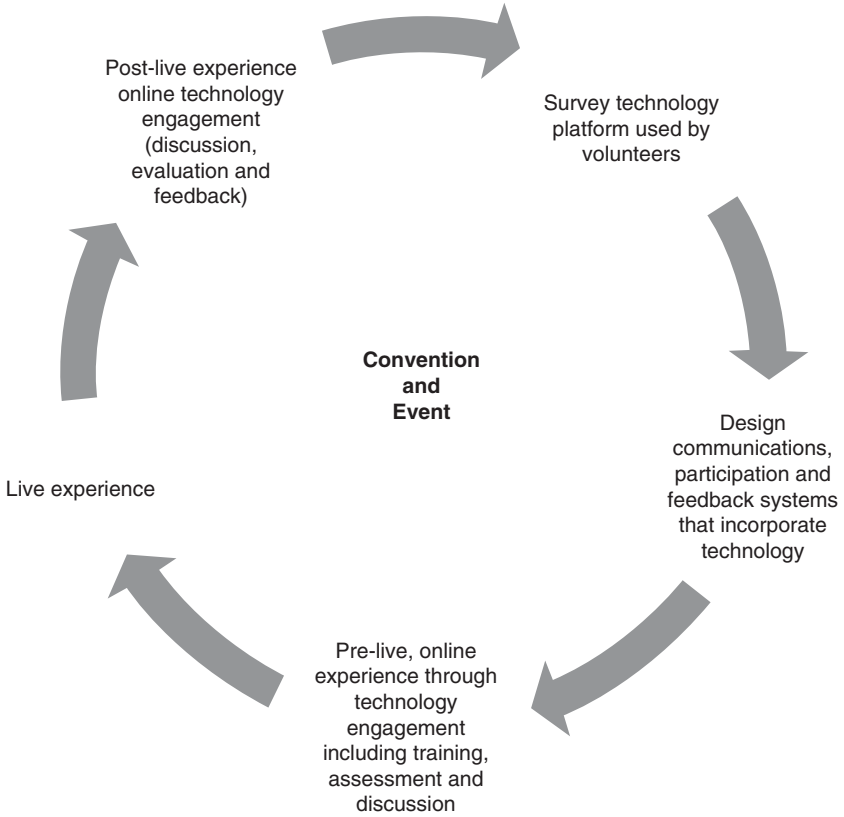 Post-live experience
online technology
engagement
(discussion,
evaluation and
feedback)
Survey technology
platform used by
volunteers
Convention
and
Event
Design
communications,
participation and
feedback systems
that incorporate
technology
Live experience
Pre-live, online
experience through
technology
engagement
including training,
assessment and
discussion